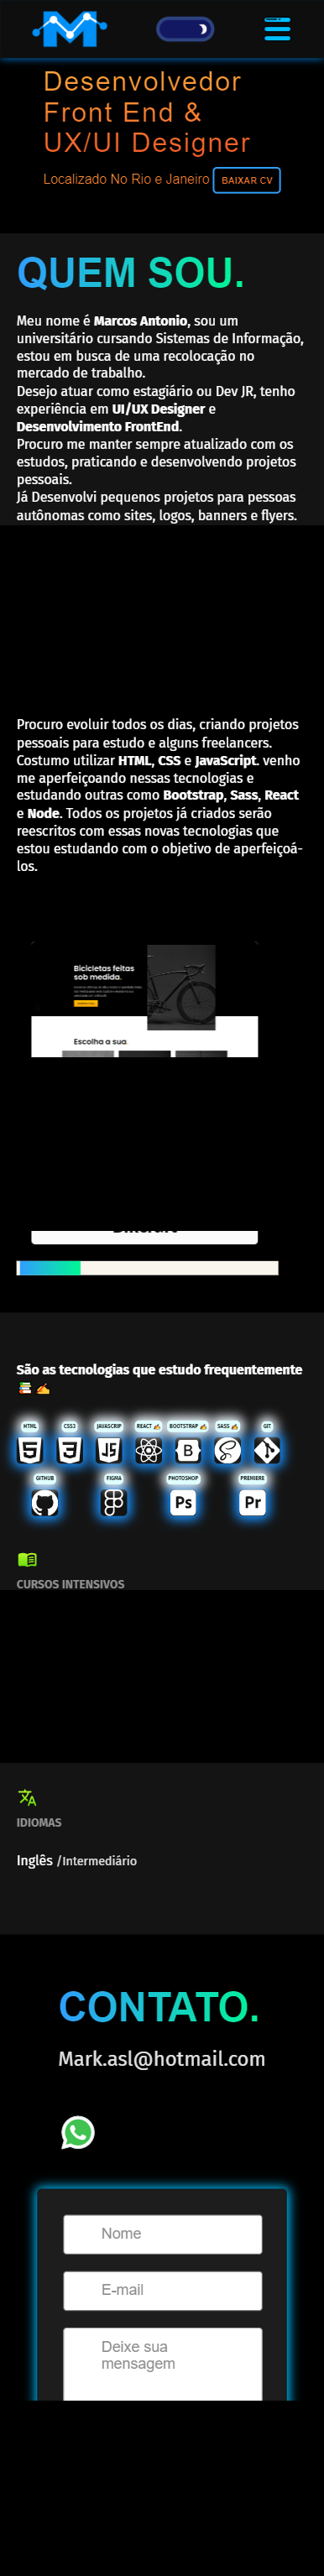 Desenvolvedor
Front End &
UX/UI Designer
Localizado No Rio e Janeiro BAIXAR CV
QUEM SOU.
Meu nome é Marcos Antonio, sou um
universitário cursando Sistemas de Informação,
estou em busca de uma recolocação no
mercado de trabalho.
Desejo atuar como estagiário ou Dev JR, tenho
experiência em UI/UX Designer e
Desenvolvimento FrontEnd.
Procuro me manter sempre atualizado com os
estudos, praticando e desenvolvendo projetos
pessoais.
Já Desenvolvi pequenos projetos para pessoas
autônomas como sites, logos, banners e flyers.
Procuro evoluir todos os dias, criando projetos
pessoais para estudo e alguns freelancers.
Costumo utilizar HTML, CSS e JavaScript. venho
me aperfeiçoando nessas tecnologias e
estudando outras como Bootstrap, Sass, React
e Node. Todos os projetos já criados serão
reescritos com essas novas tecnologias que
estou estudando com o objetivo de aperfeiçoá-
los.
Bicicletas feitas
sob medida.
Escolha a sua.
São as tecnologias que estudo frequentemente
📚 ✍️
HTML CSS3 JAVASCRIP REACT ✍️ BOOTSTRAP ✍️ SASS ✍️ GIT
GITHUB FIGMA PHOTOSHOP PREMIERE
Ps Pr
CURSOS INTENSIVOS
IDIOMAS
Inglês /Intermediário
CONTATO.
Mark.asl@hotmail.com
Nome
E-mail
Deixe sua
mensagem